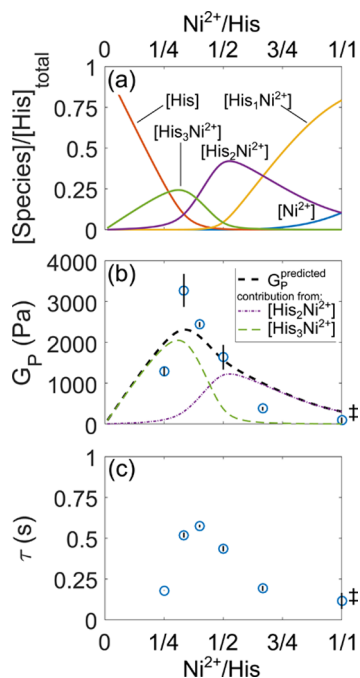 Ni²⁺/His
0 1/4 1/2 3/4 1/1
(a)
[Species]/[His]total
1
0.75
0.5
0.25
0
[His]
[His₁Ni²⁺]
[His₃Ni²⁺]
[His₂Ni²⁺]
[Ni²⁺]
(b)
G_P (Pa)
4000
3000
2000
1000
0
G_P^predicted
contribution from:
[His₂Ni²⁺]
[His₃Ni²⁺]
‡
(c)
τ (s)
1
0.75
0.5
0.25
0
‡
0 1/4 1/2 3/4 1/1
Ni²⁺/His